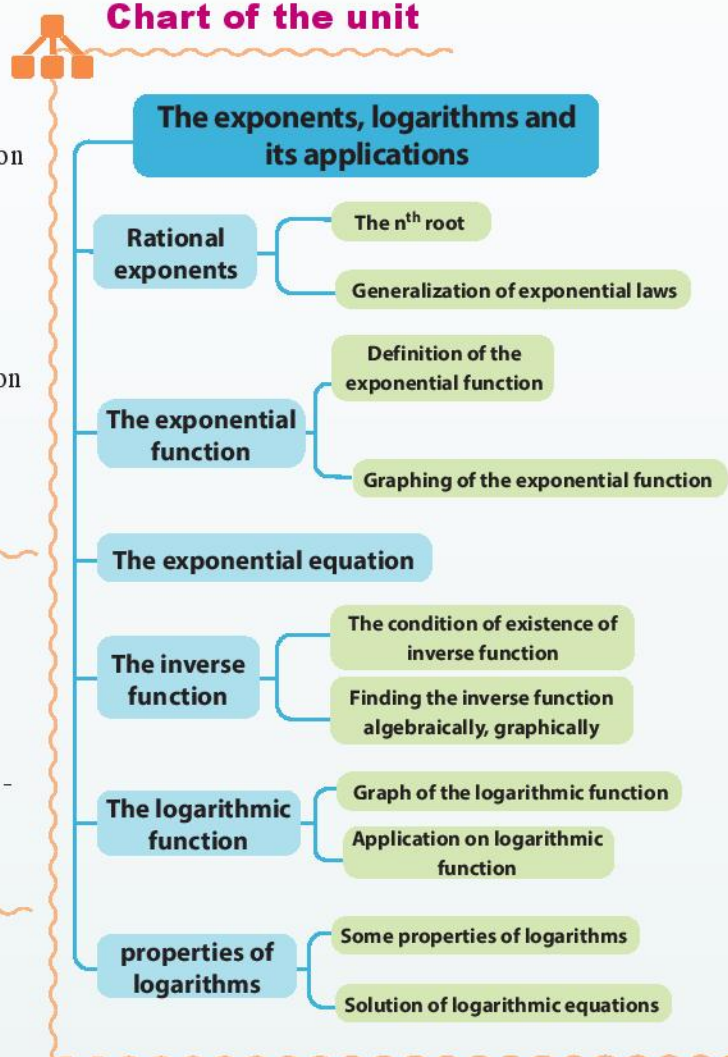 Chart of the unit
on
on
-
The exponents, logarithms and
its applications
Rational
exponents
The nth root
Generalization of exponential laws
The exponential
function
Definition of the
exponential function
Graphing of the exponential function
The exponential equation
The inverse
function
The condition of existence of
inverse function
Finding the inverse function
algebraically, graphically
The logarithmic
function
Graph of the logarithmic function
Application on logarithmic
function
properties of
logarithms
Some properties of logarithms
Solution of logarithmic equations